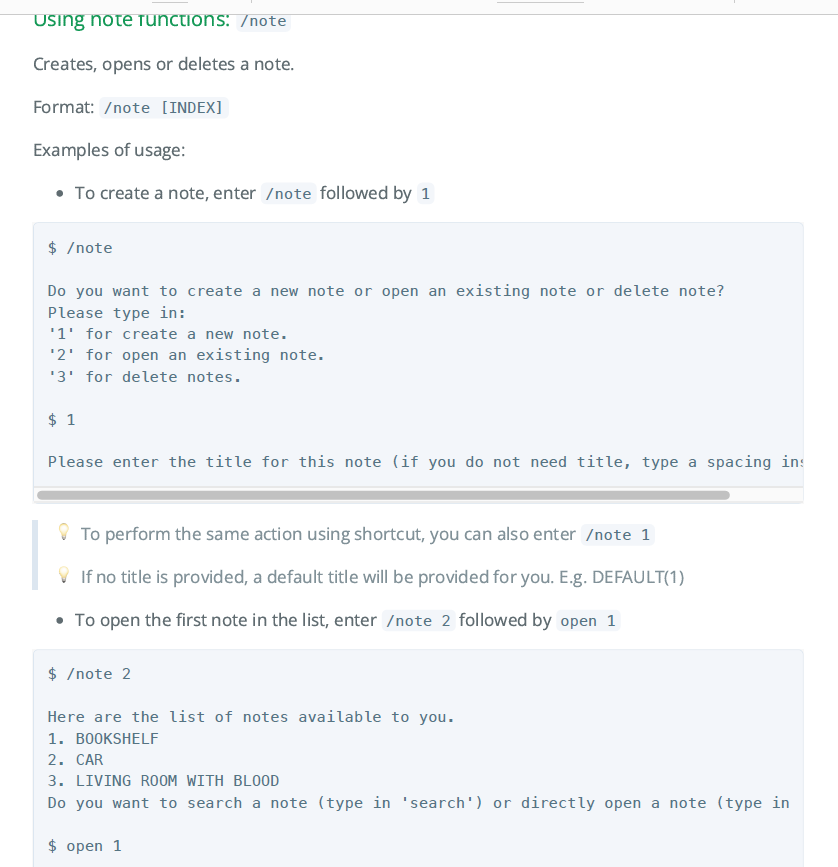 Using note functions: /note
Creates, opens or deletes a note.
Format: /note [INDEX]
Examples of usage:
• To create a note, enter /note followed by 1
$ /note
Do you want to create a new note or open an existing note or delete note?
Please type in:
'1' for create a new note.
'2' for open an existing note.
'3' for delete notes.
$ 1
Please enter the title for this note (if you do not need title, type a spacing ins
💡 To perform the same action using shortcut, you can also enter /note 1
💡 If no title is provided, a default title will be provided for you. E.g. DEFAULT(1)
• To open the first note in the list, enter /note 2 followed by open 1
$ /note 2
Here are the list of notes available to you.
1. BOOKSHELF
2. CAR
3. LIVING ROOM WITH BLOOD
Do you want to search a note (type in 'search') or directly open a note (type in
$ open 1